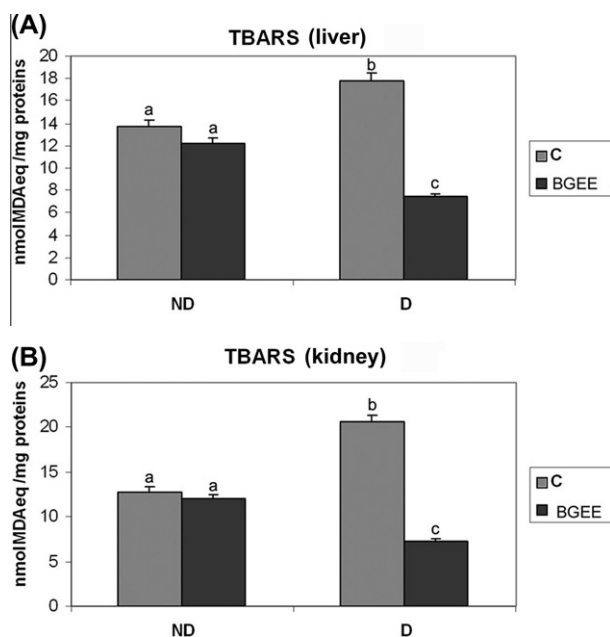 (A)
TBARS (liver)
nmolMDAeq/mg proteins
20
18
16
14
12
10
8
6
4
2
0
a
a
b
c
ND
D
C
BGEE
(B)
TBARS (kidney)
nmolMDAeq/mg proteins
25
20
15
10
5
0
a
a
b
c
ND
D
C
BGEE